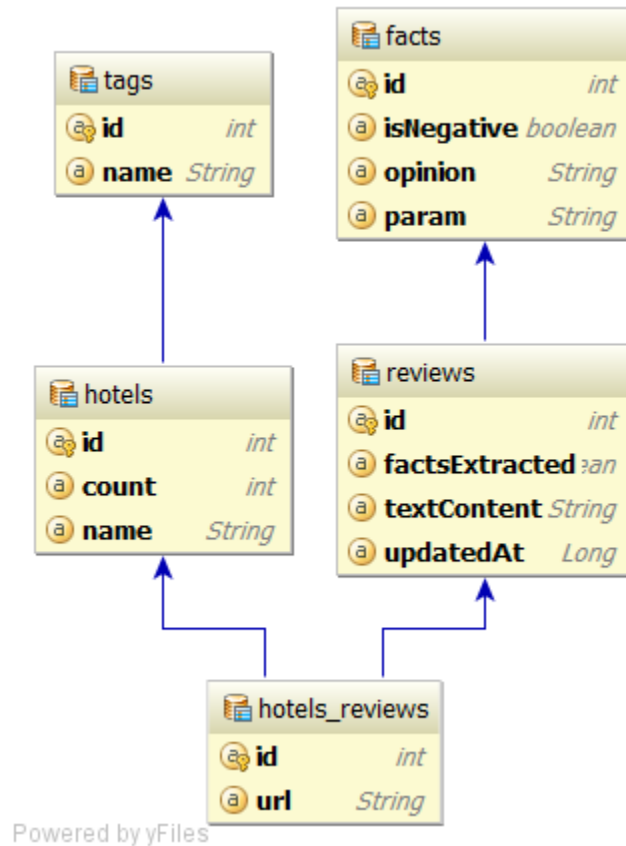 tags
id int
name String
facts
id int
isNegative boolean
opinion String
param String
hotels
id int
count int
name String
reviews
id int
factsExtracted ean
textContent String
updatedAt Long
hotels_reviews
id int
url String
Powered by yFiles